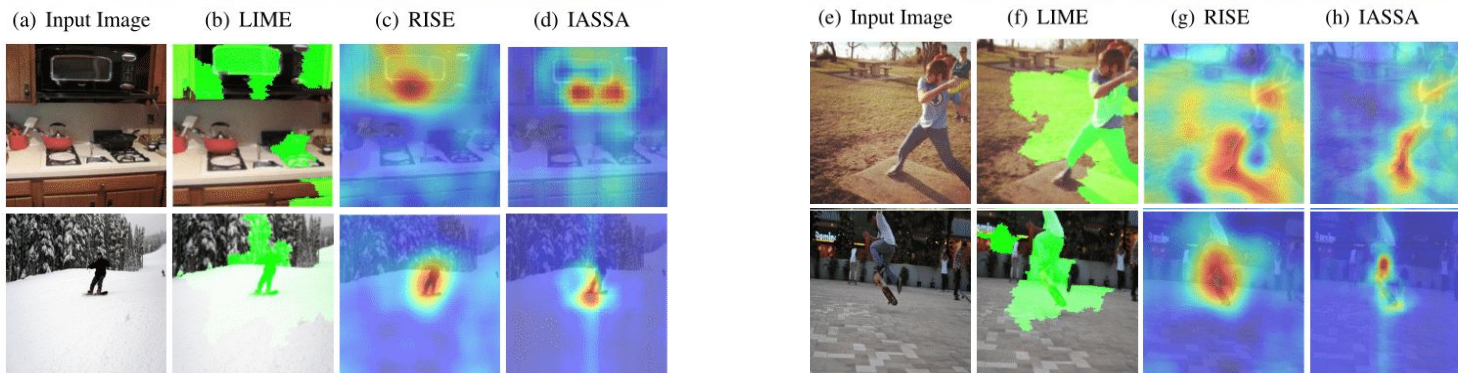 (a) Input Image (b) LIME (c) RISE (d) IASSA
(e) Input Image (f) LIME (g) RISE (h) IASSA